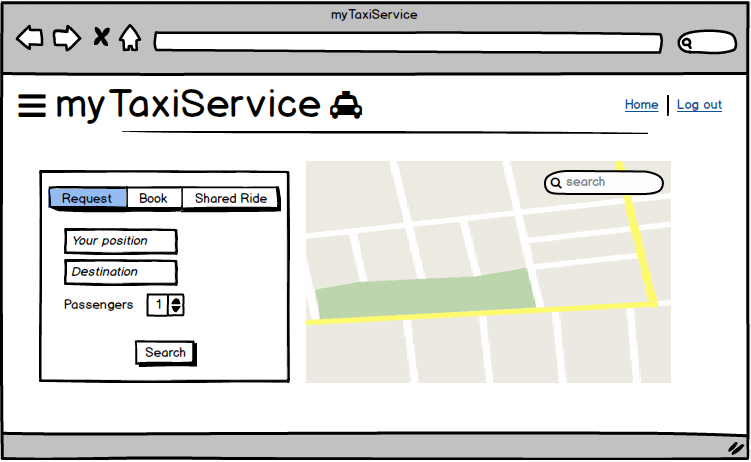 myTaxiService
myTaxiService
Home
Log out
Request
Book
Shared Ride
Your position
Destination
Passengers
1
Search
search